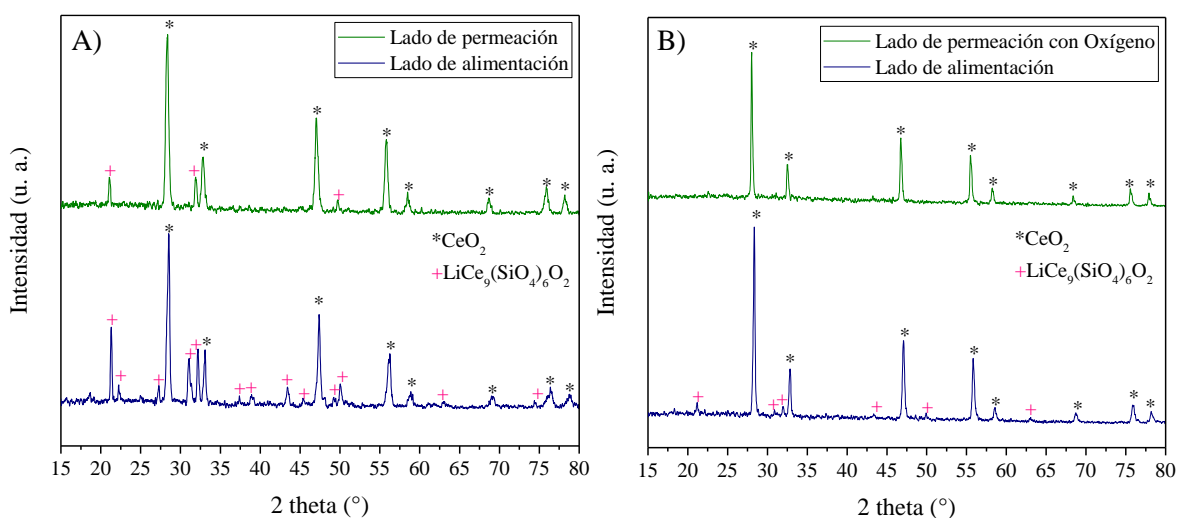 A)
Lado de permeación
Lado de alimentación
*CeO2
+LiCe9(SiO4)6O2
Intensidad (u. a.)
15 20 25 30 35 40 45 50 55 60 65 70 75 80
2 theta (°)
B)
Lado de permeación con Oxígeno
Lado de alimentación
*CeO2
+LiCe9(SiO4)6O2
Intensidad (u. a.)
15 20 25 30 35 40 45 50 55 60 65 70 75 80
2 theta (°)